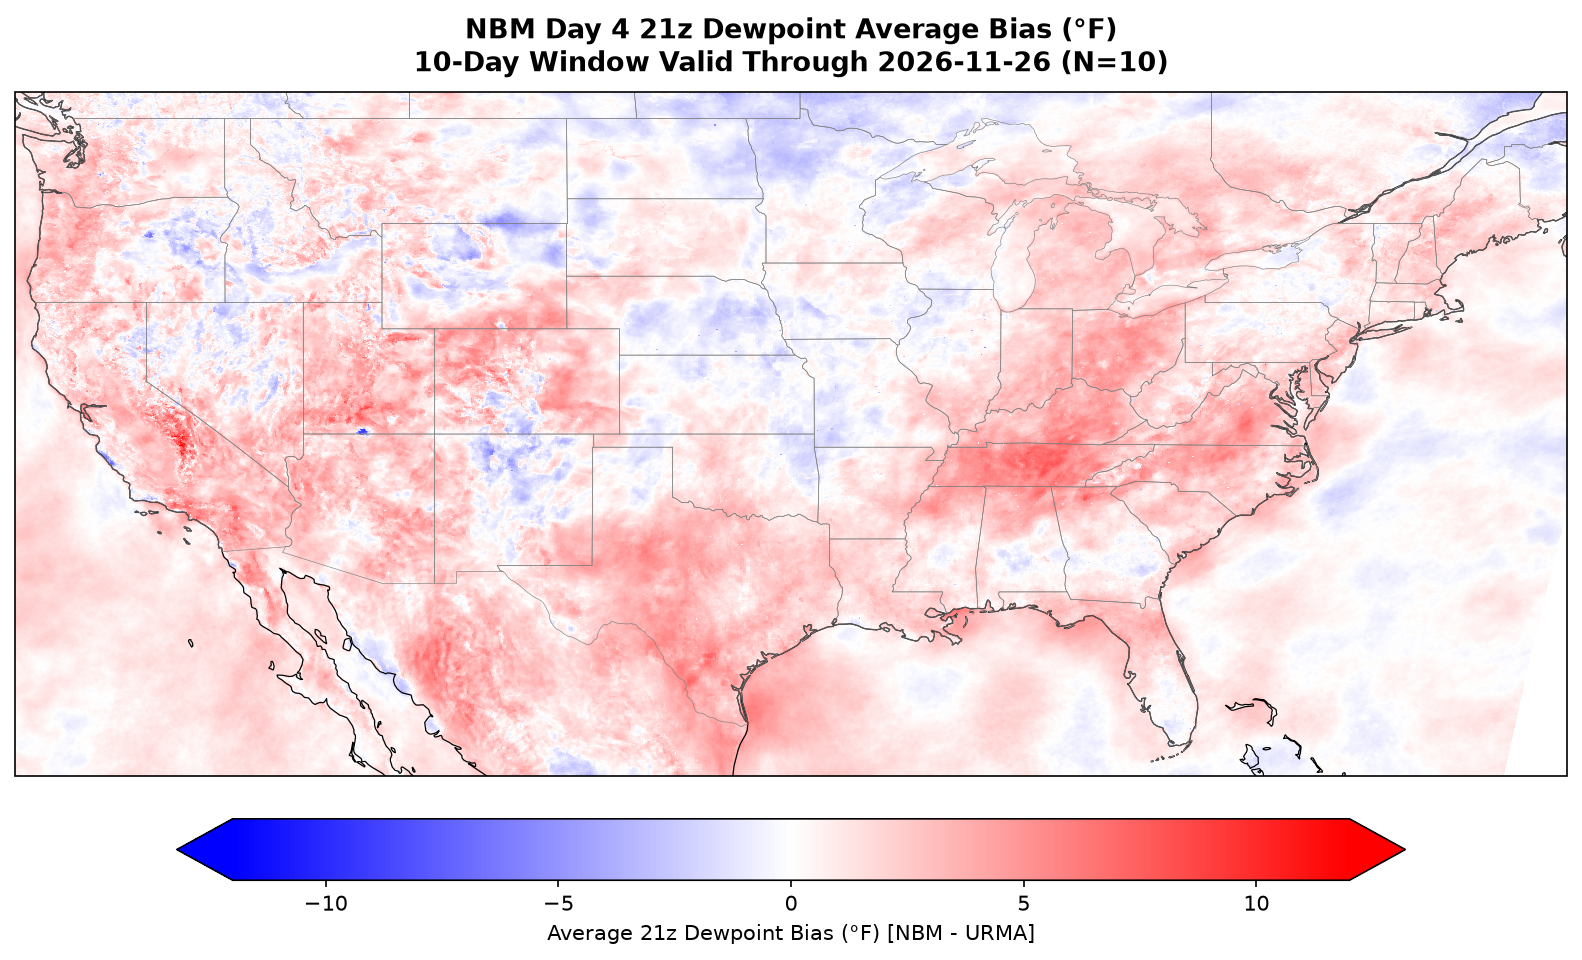 NBM Day 4 21z Dewpoint Average Bias (°F)
10-Day Window Valid Through 2026-11-26 (N=10)
−10 −5 0 5 10
Average 21z Dewpoint Bias (°F) [NBM - URMA]